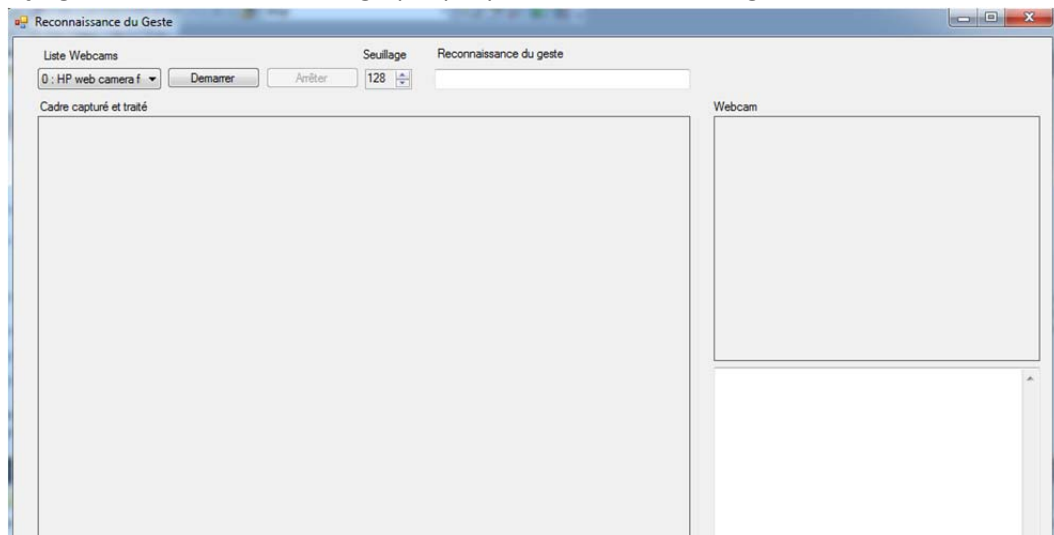 Reconnaissance du Geste
Liste Webcams
Seuillage
Reconnaissance du geste
0 : HP web camera f
Demarrer
Arrêter
128
Cadre capturé et traité
Webcam